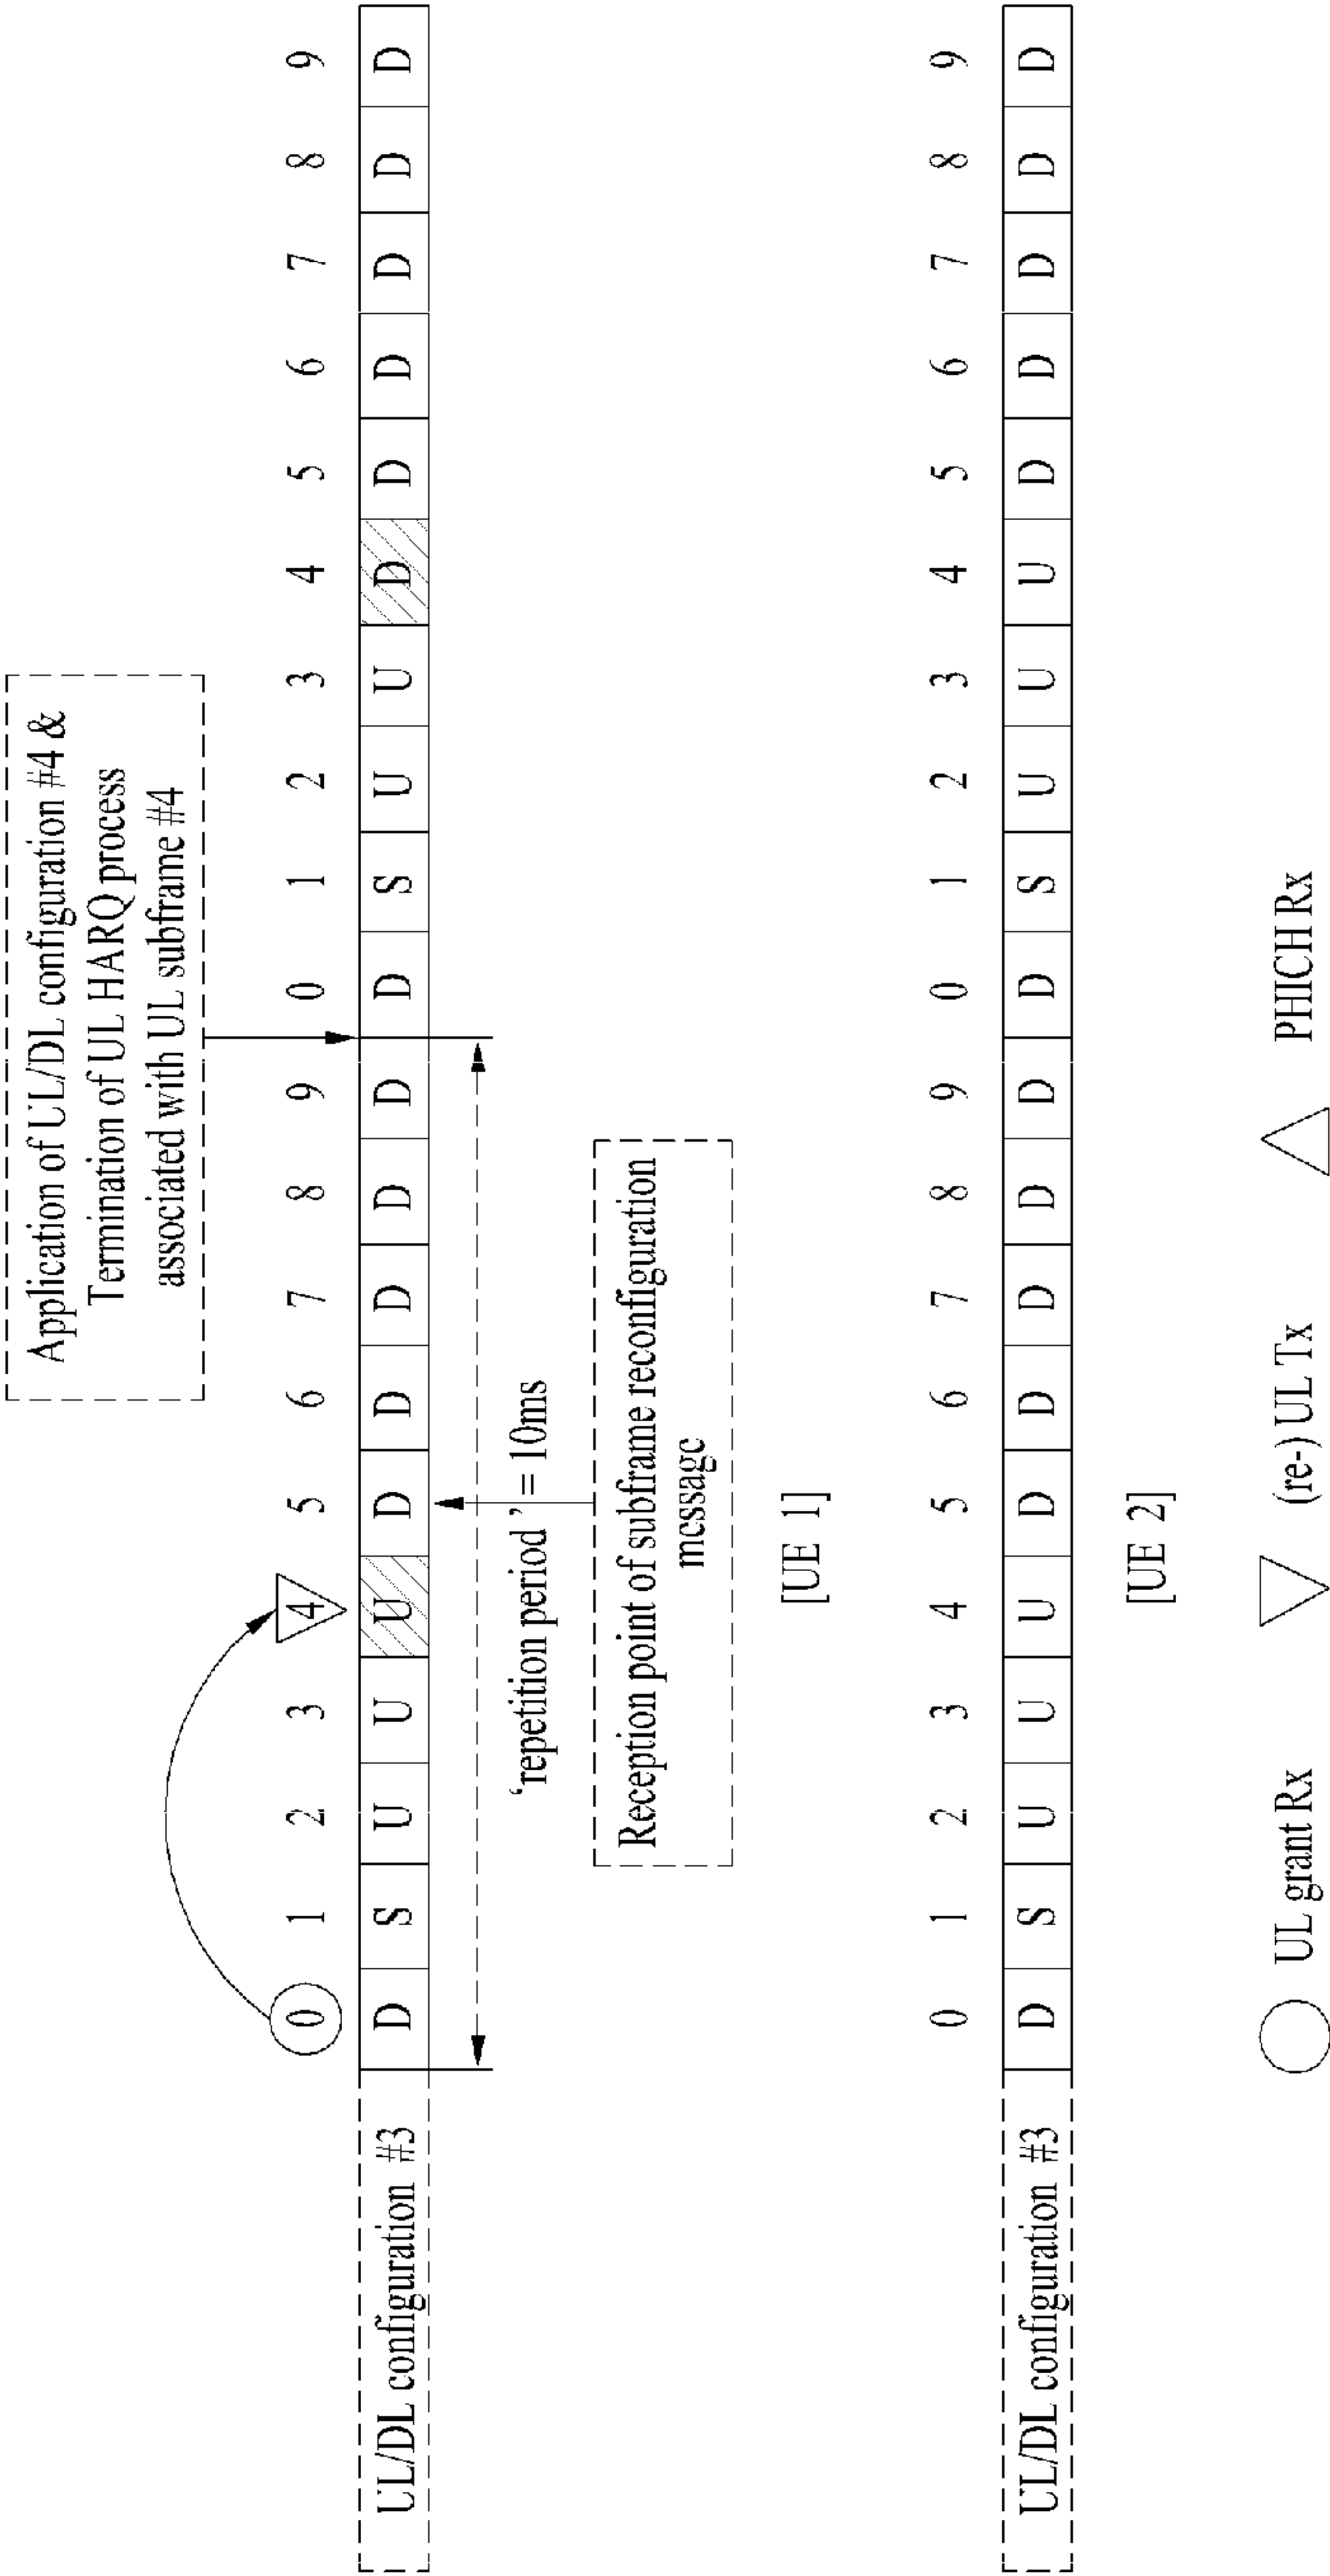 Application of UL/DL configuration #4 &
Termination of UL HARQ process
associated with UL subframe #4
0 1 2 3 4 5 6 7 8 9 0 1 2 3 4 5 6 7 8 9
UL/DL configuration #3 D S U U U D D D D D D S U U D D D D D D
'repetition period' = 10ms
Reception point of subframe reconfiguration
message
[UE 1]
0 1 2 3 4 5 6 7 8 9 0 1 2 3 4 5 6 7 8 9
UL/DL configuration #3 D S U U U D D D D D D S U U U D D D D D
[UE 2]
UL grant Rx (re-) UL Tx PHICH Rx